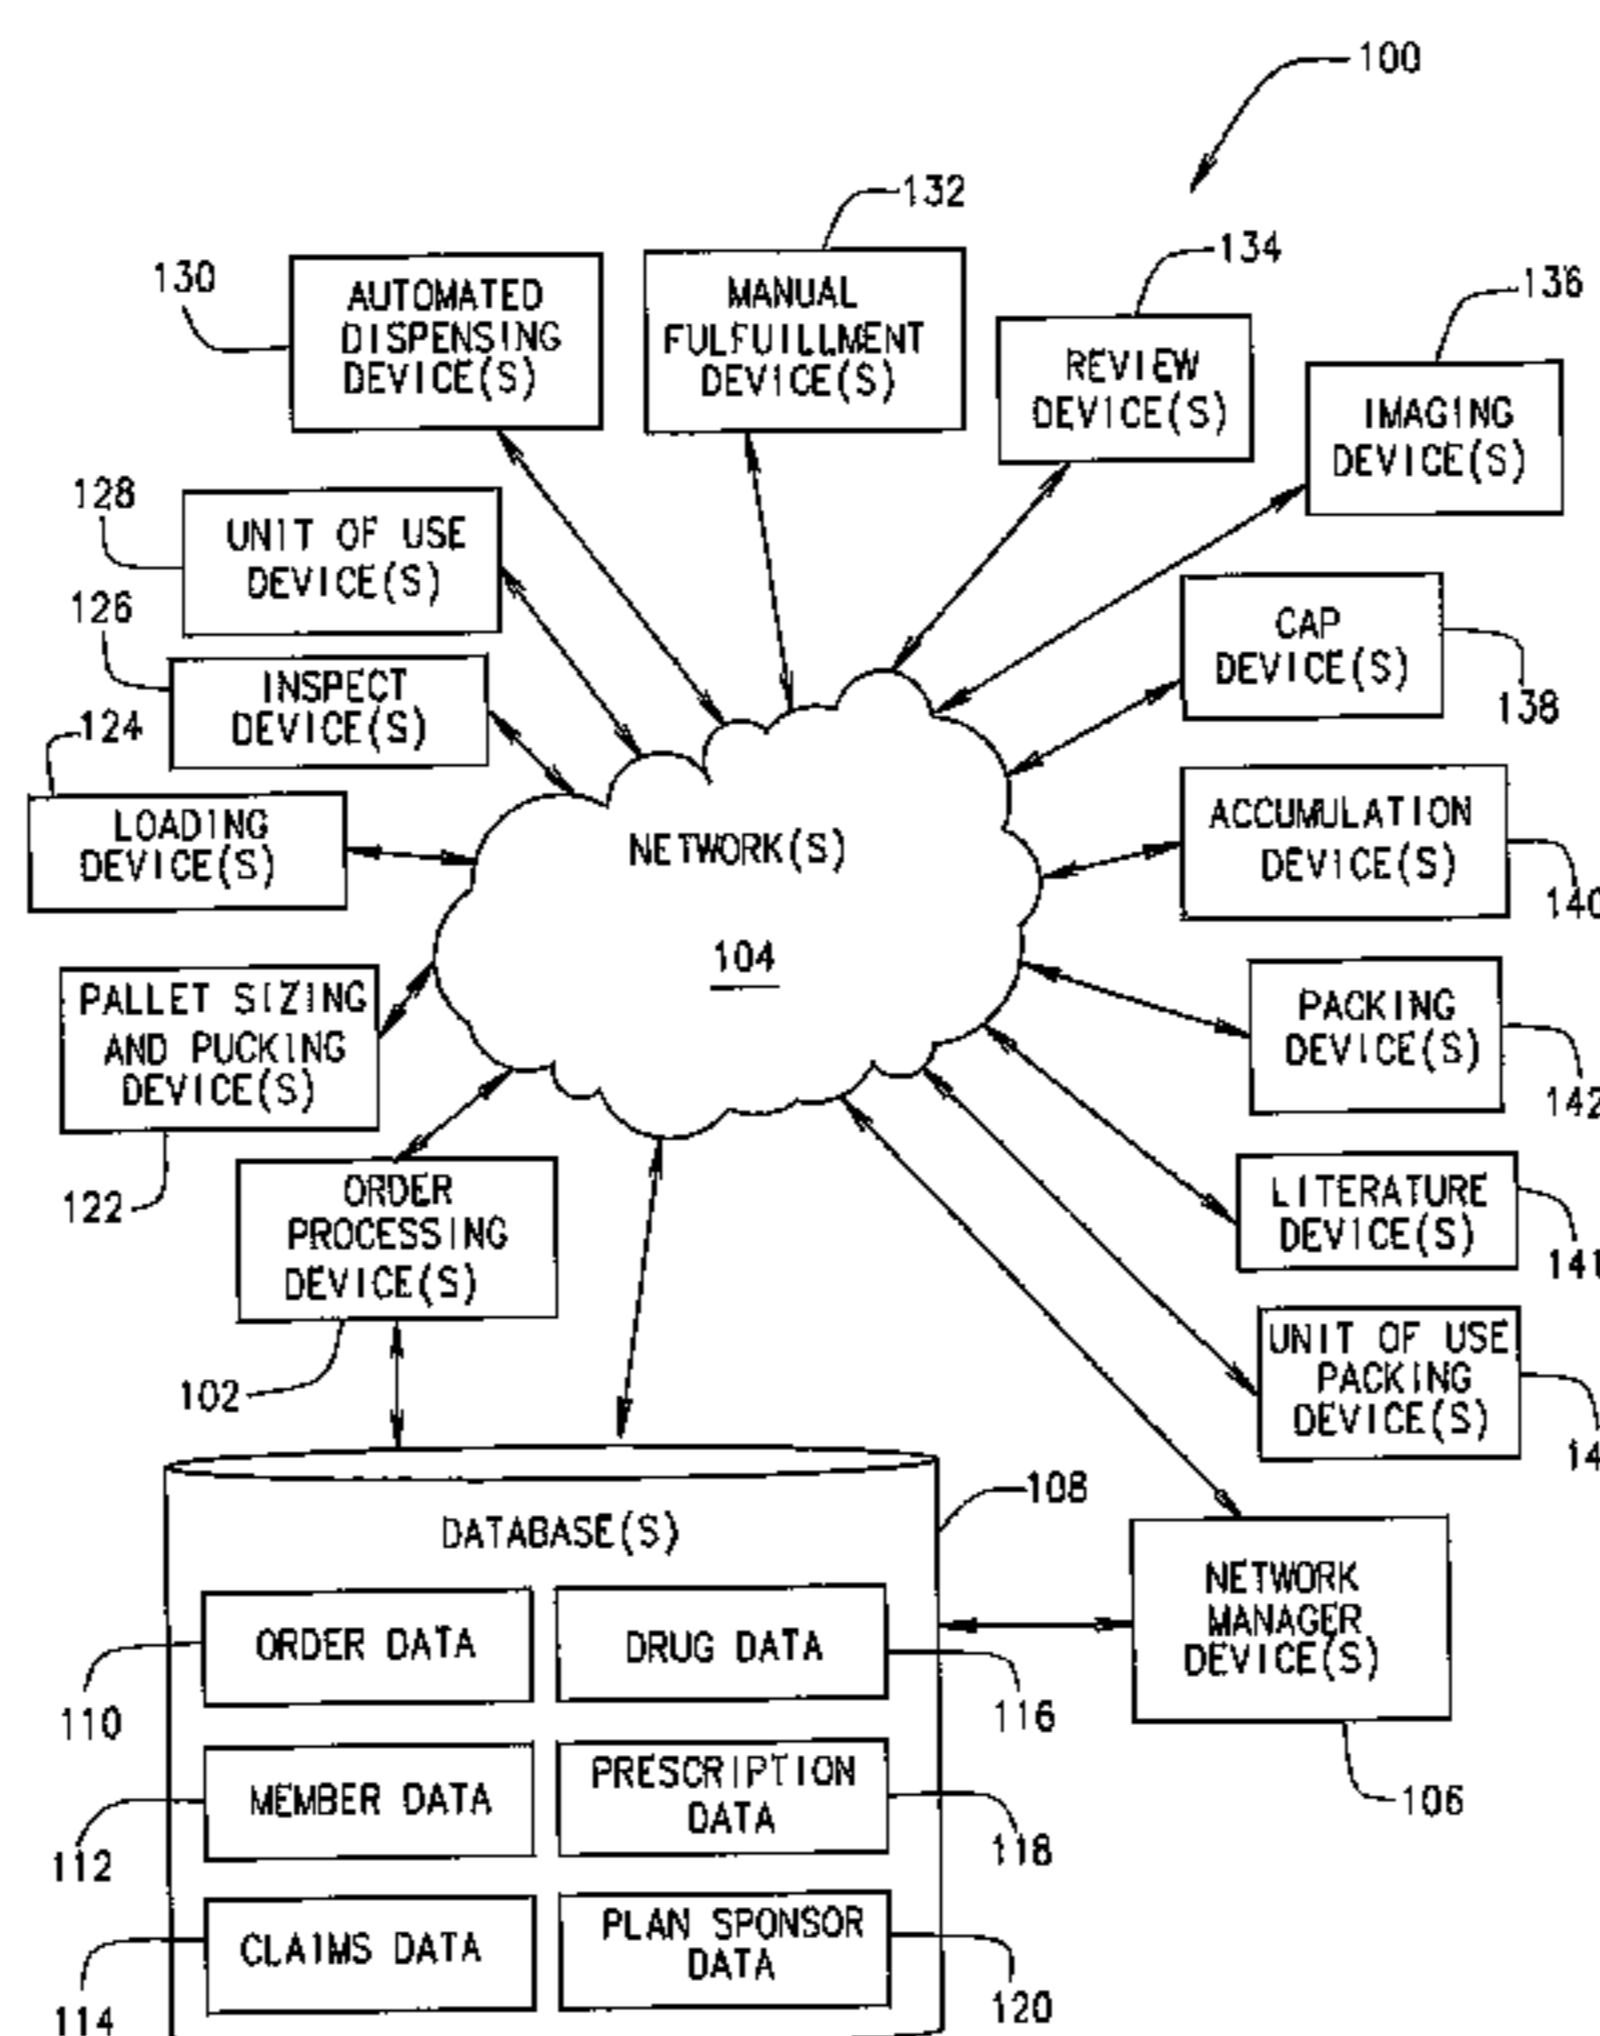 100
132
134
130
136
AUTOMATED
DISPENSING
DEVICE(S)
MANUAL
FULFUILLMENT
DEVICE(S)
REVIEW
DEVICE(S)
IMAGING
DEVICE(S)
128
UNIT OF USE
DEVICE(S)
CAP
DEVICE(S)
138
126
INSPECT
DEVICE(S)
124
LOADING
DEVICE(S)
NETWORK(S)
104
ACCUMULATION
DEVICE(S)
140
PALLET SIZING
AND PUCKING
DEVICE(S)
122
PACKING
DEVICE(S)
142
ORDER
PROCESSING
DEVICE(S)
102
LITERATURE
DEVICE(S)
141
UNIT OF USE
PACKING
DEVICE(S)
14
108
DATABASE(S)
NETWORK
MANAGER
DEVICE(S)
106
ORDER DATA
110
DRUG DATA
116
MEMBER DATA
112
PRESCRIPTION
DATA
118
CLAIMS DATA
114
PLAN SPONSOR
DATA
120